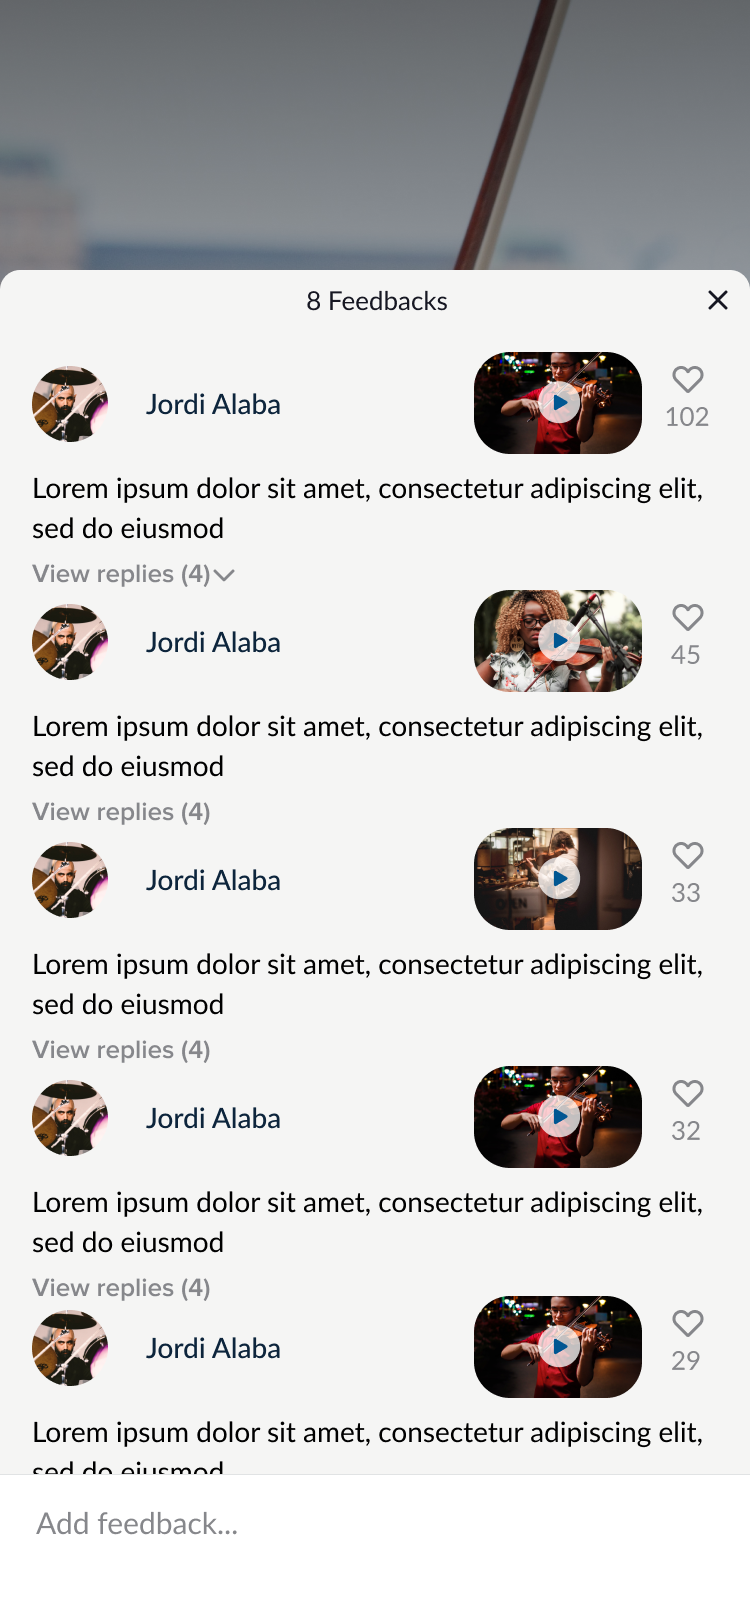 8 Feedbacks
Jordi Alaba
102
Lorem ipsum dolor sit amet, consectetur adipiscing elit,
sed do eiusmod
View replies (4)
Jordi Alaba
45
Lorem ipsum dolor sit amet, consectetur adipiscing elit,
sed do eiusmod
View replies (4)
Jordi Alaba
OPEN
33
Lorem ipsum dolor sit amet, consectetur adipiscing elit,
sed do eiusmod
View replies (4)
Jordi Alaba
32
Lorem ipsum dolor sit amet, consectetur adipiscing elit,
sed do eiusmod
View replies (4)
Jordi Alaba
29
Lorem ipsum dolor sit amet, consectetur adipiscing elit,
sed do eiusmod
Add feedback...